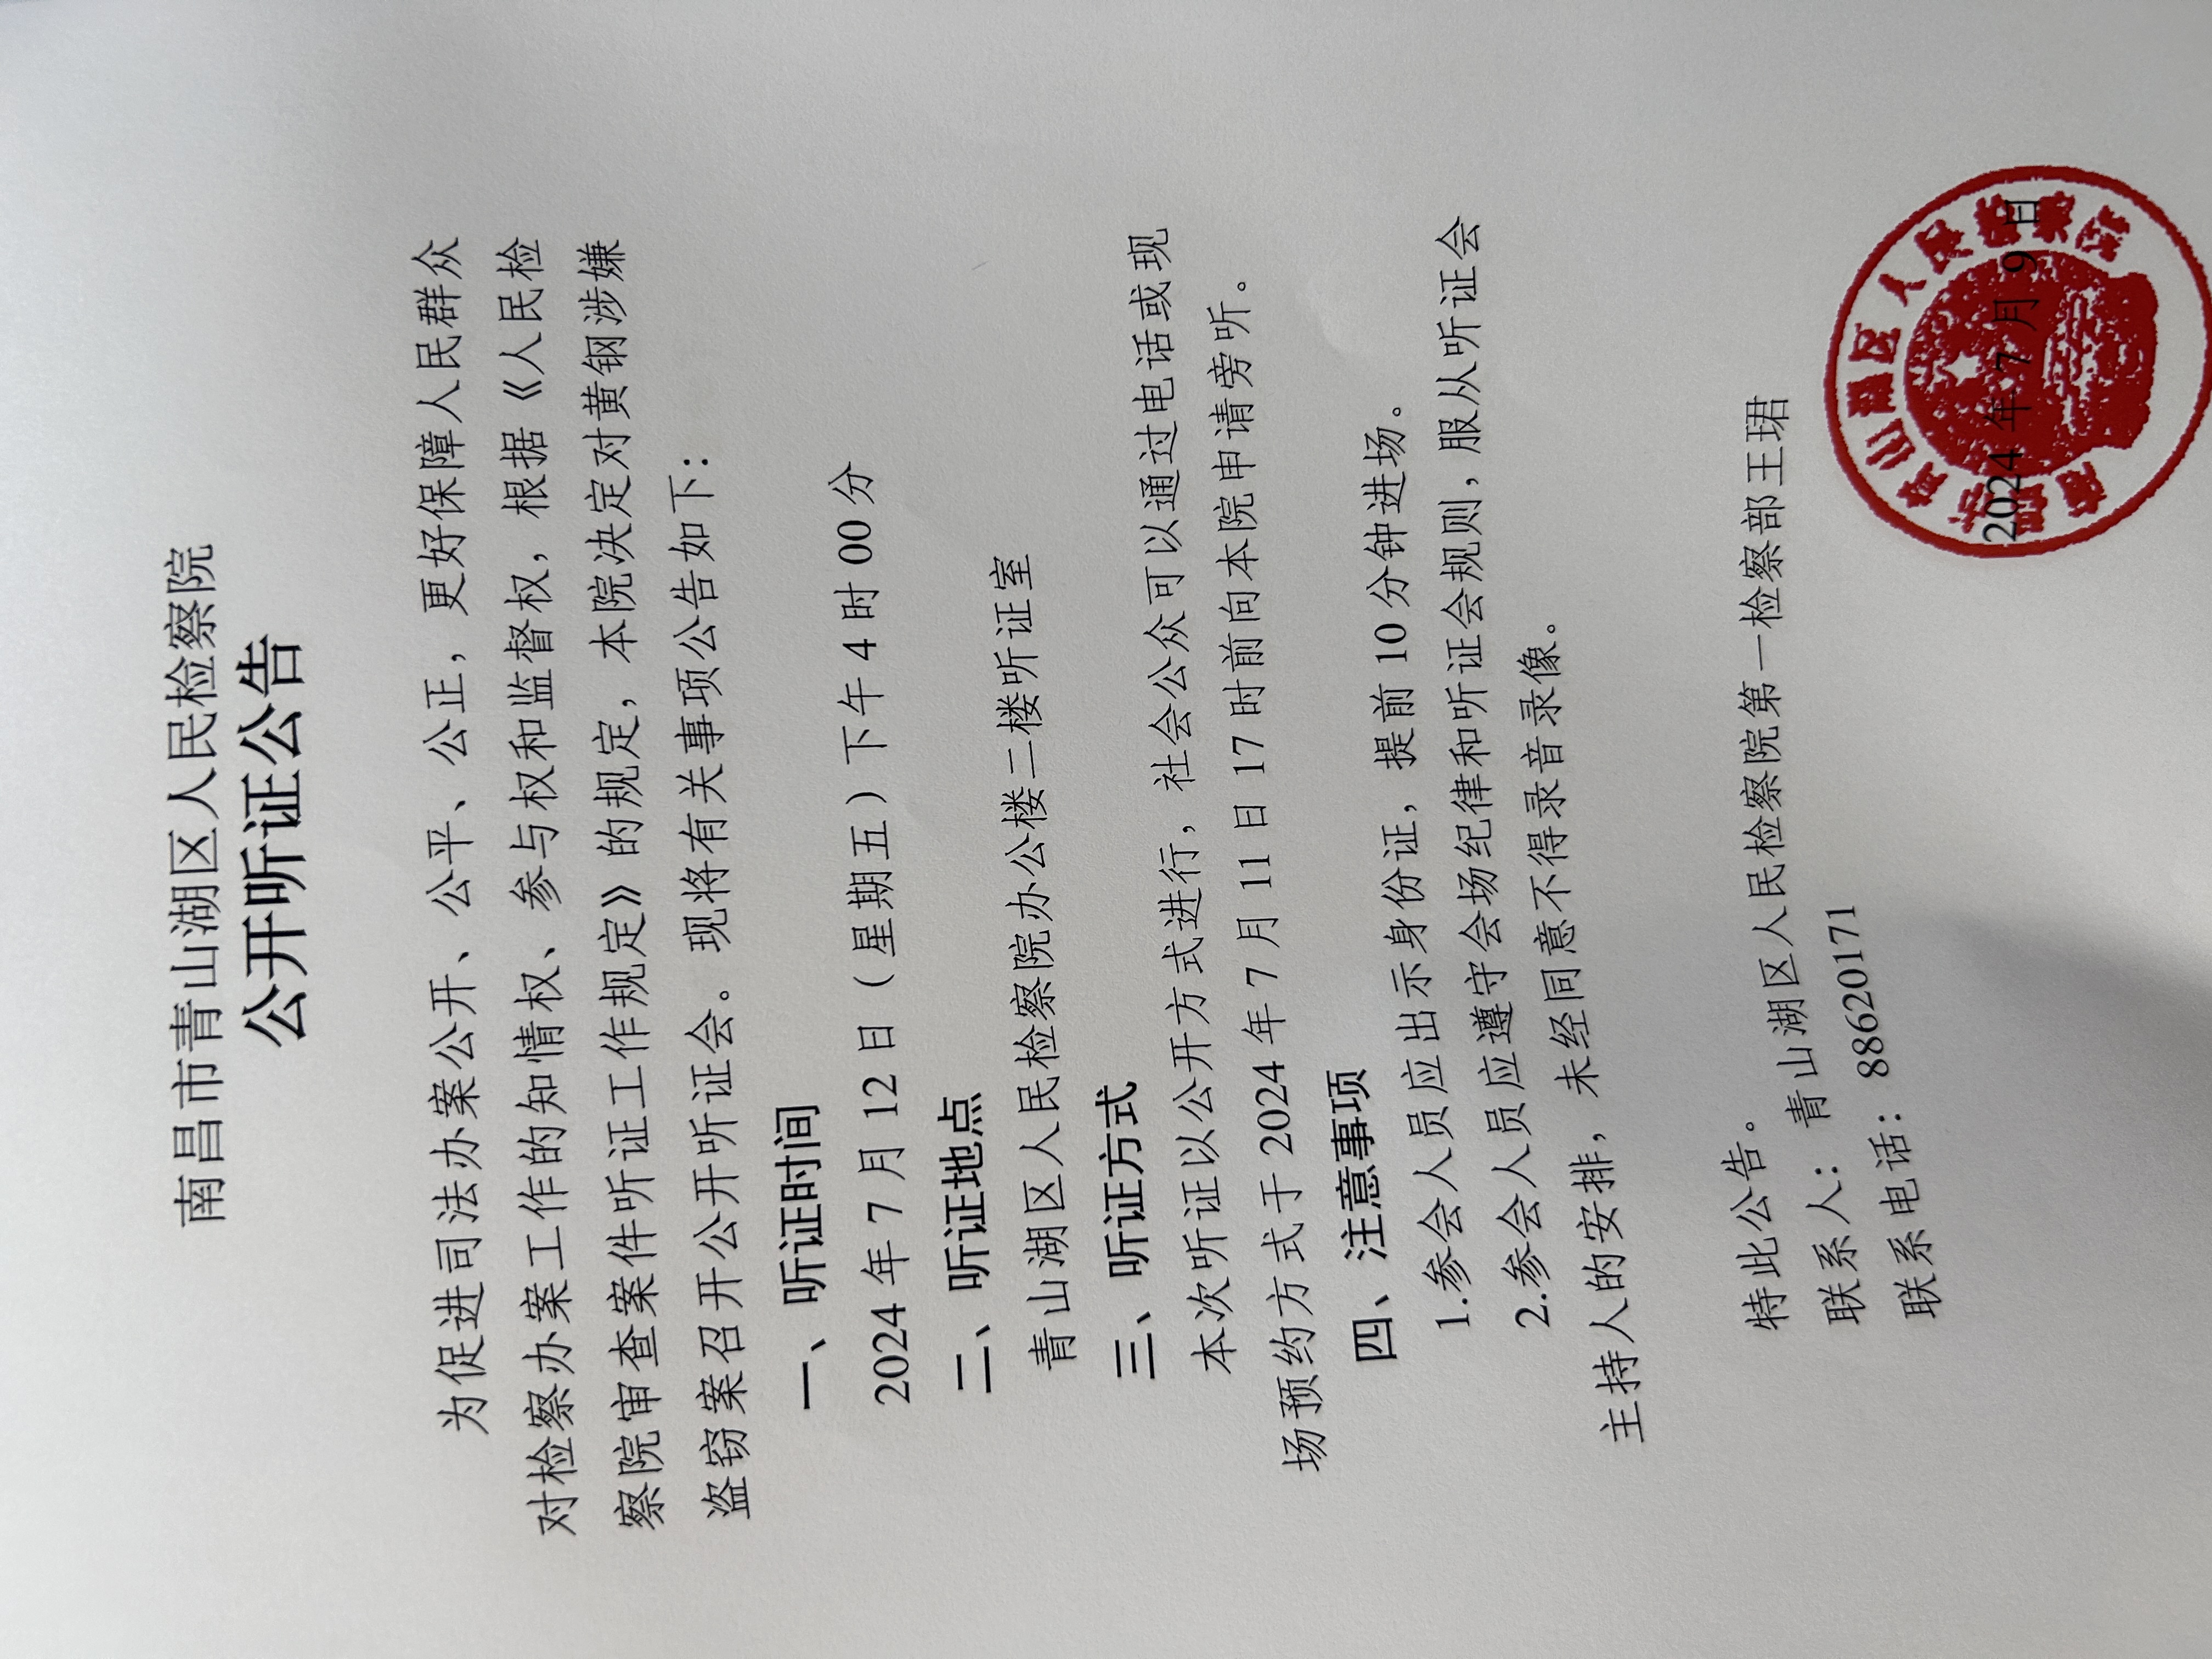 南昌市青山湖区人民检察院
公开听证公告
为促进司法办案公开、公平、公正，更好保障人民群众
对检察办案工作的知情权、参与权和监督权，根据《人民检
察院审查案件听证工作规定》的规定，本院决定对黄钢涉嫌
盗窃案召开公开听证会。现将有关事项公告如下：
一、听证时间
2024年7月12日（星期五）下午4时00分
二、听证地点
青山湖区人民检察院办公楼二楼听证室
三、听证方式
本次听证以公开方式进行，社会公众可以通过电话或现
场预约方式于2024年7月11日17时前向本院申请旁听。
四、注意事项
1.参会人员应出示身份证，提前10分钟进场。
2.参会人员应遵守会场纪律和听证会规则，服从听证会
主持人的安排，未经同意不得录音录像。
特此公告。
联系人：青山湖区人民检察院第一检察部王珺
联系电话：88620171
2024年7月9日
南昌市青山湖区人民检察院